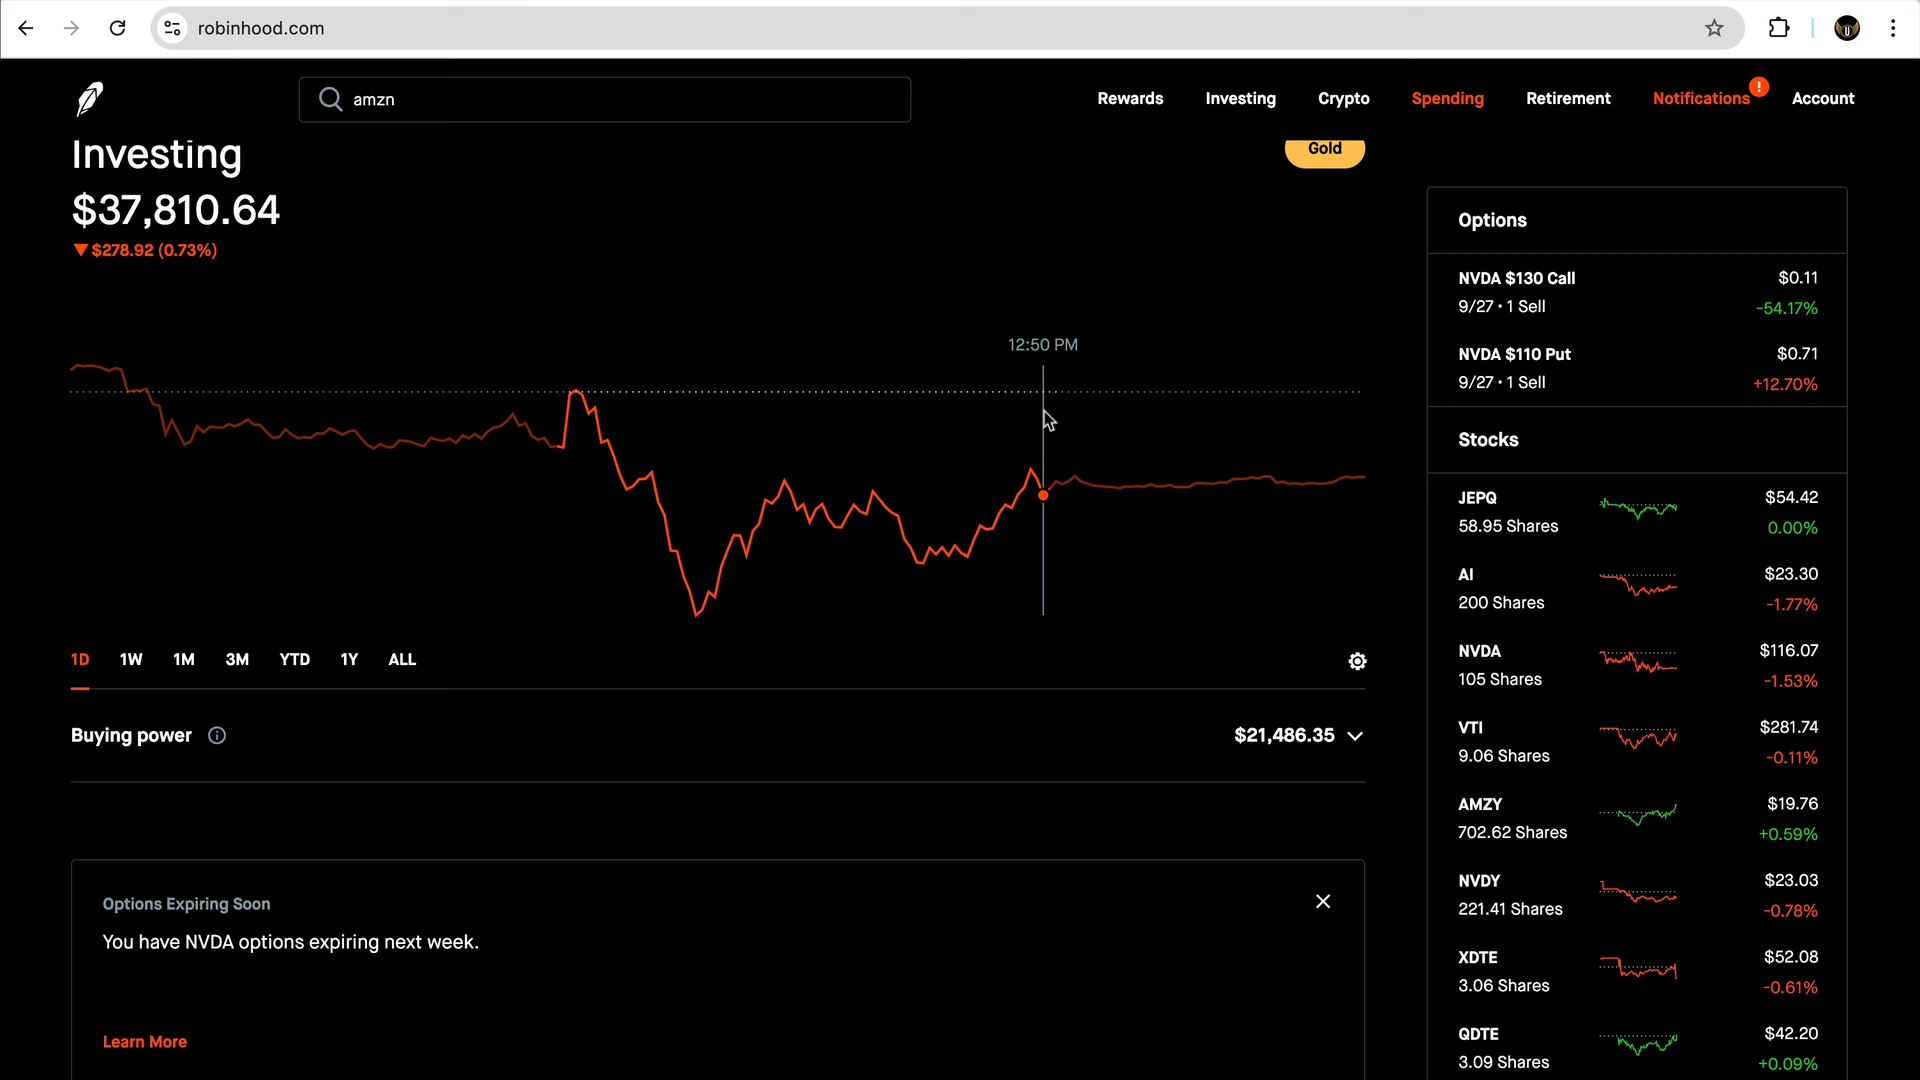 robinhood.com
amzn
Rewards
Investing
Crypto
Spending
Retirement
Notifications
!
Account
Investing
Gold
$37,810.64
▼$278.92 (0.73%)
12:50 PM
1D
1W
1M
3M
YTD
1Y
ALL
Buying power
$21,486.35
Options Expiring Soon
You have NVDA options expiring next week.
Learn More
Options
NVDA $130 Call
$0.11
9/27 • 1 Sell
-54.17%
NVDA $110 Put
$0.71
9/27 • 1 Sell
+12.70%
Stocks
JEPQ
$54.42
58.95 Shares
0.00%
AI
$23.30
200 Shares
-1.77%
NVDA
$116.07
105 Shares
-1.53%
VTI
$281.74
9.06 Shares
-0.11%
AMZY
$19.76
702.62 Shares
+0.59%
NVDY
$23.03
221.41 Shares
-0.78%
XDTE
$52.08
3.06 Shares
-0.61%
QDTE
$42.20
3.09 Shares
+0.09%